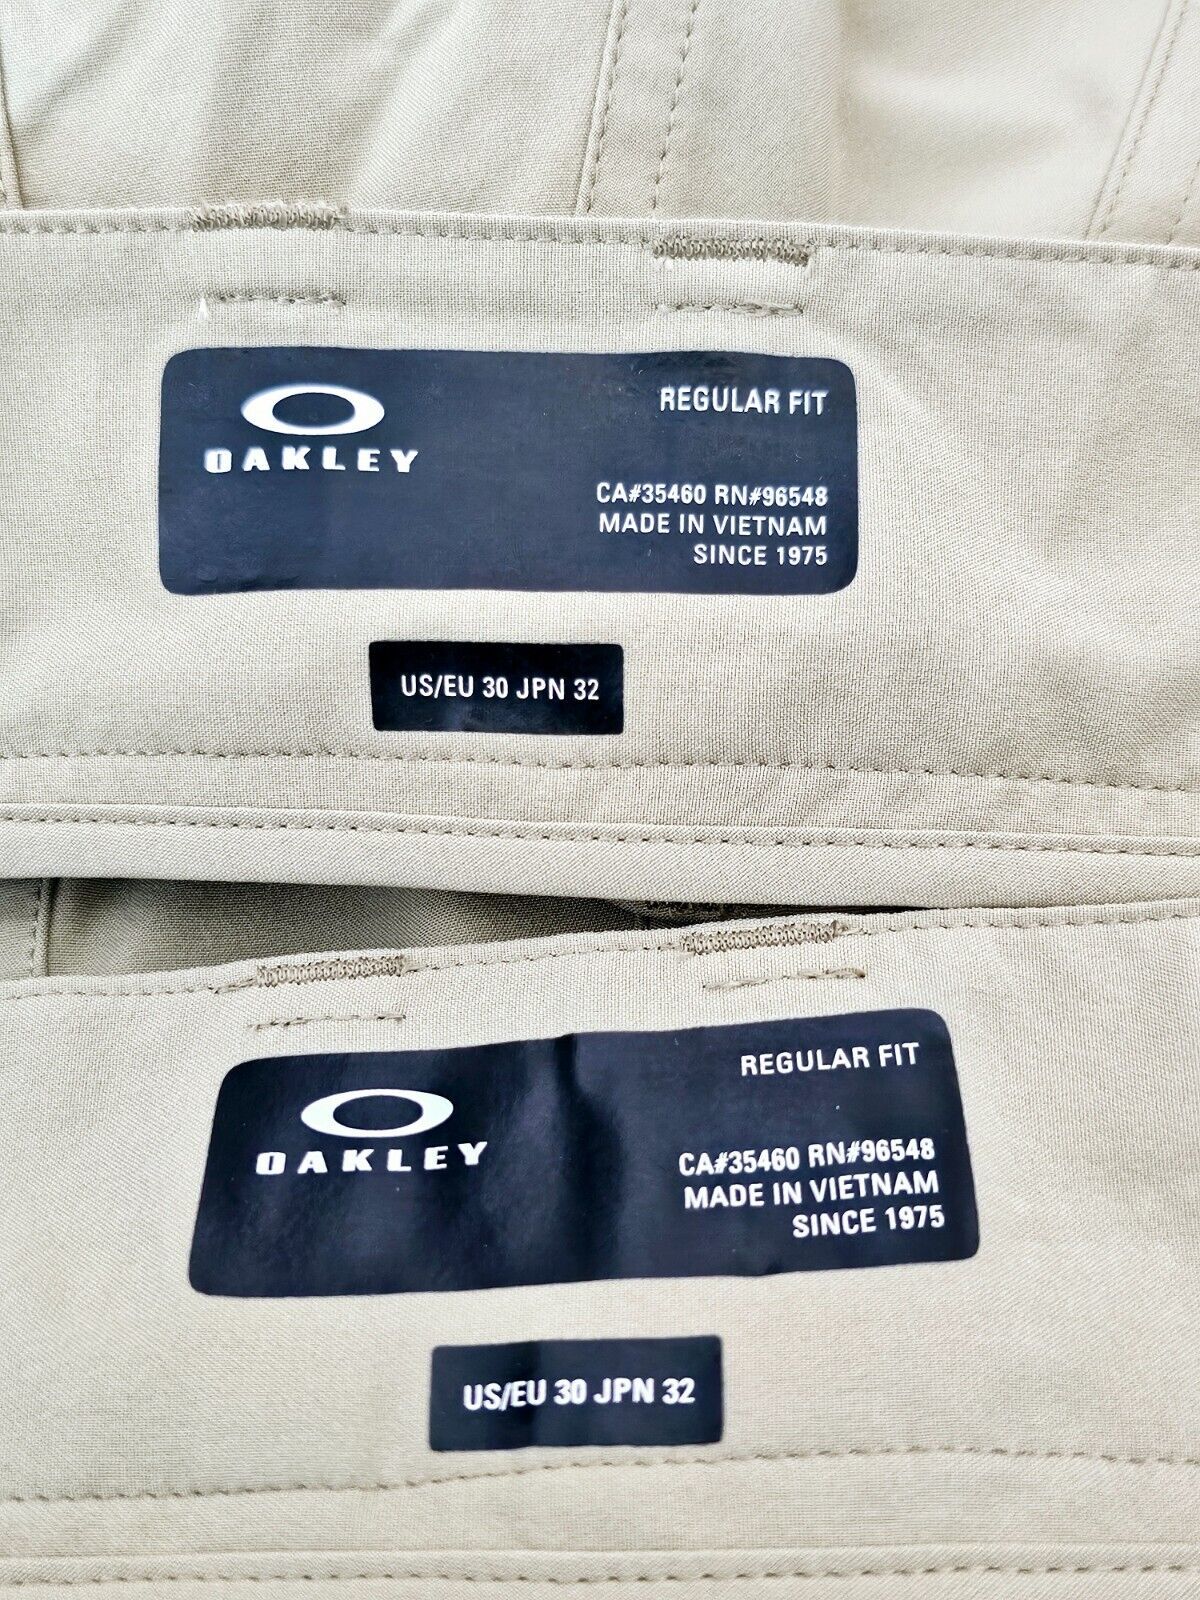 OAKLEY
REGULAR FIT
CA#35460 RN#96548
MADE IN VIETNAM
SINCE 1975
US/EU 30 JPN 32
OAKLEY
REGULAR FIT
CA#35460 RN#96548
MADE IN VIETNAM
SINCE 1975
US/EU 30 JPN 32